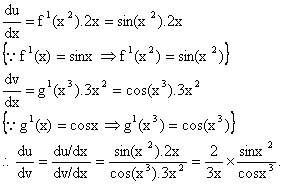 du/dx = f¹(x²).2x = sin(x²).2x
{∵ f¹(x) = sinx ⇒ f¹(x²) = sin(x²)}
dv/dx = g¹(x³).3x² = cos(x³).3x²
{∵ g¹(x) = cosx ⇒ g¹(x³) = cos(x³)}
∴ du/dv = (du/dx)/(dv/dx) = (sin(x²).2x)/(cos(x³).3x²) = 2/3x × sinx²/cosx³.